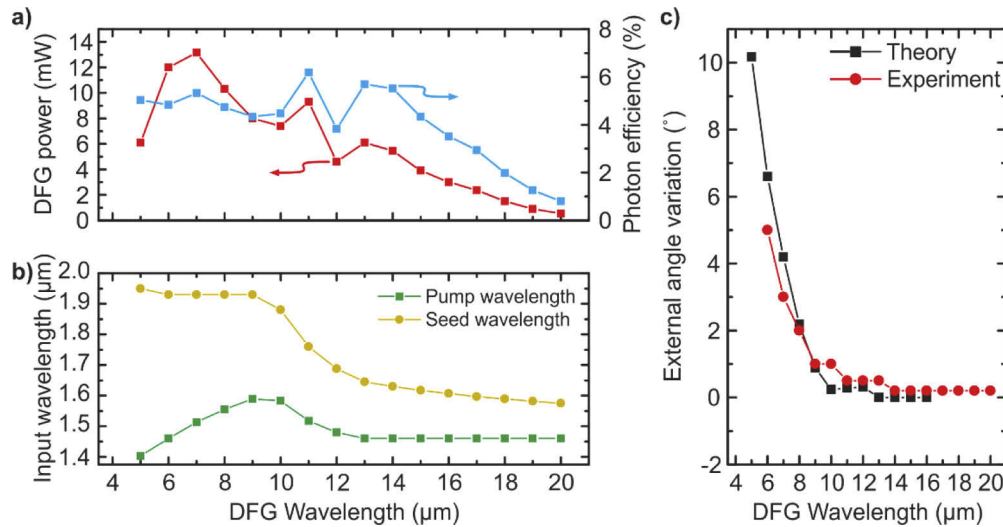 a)
DFG power (mW)
14
12
10
8
6
4
2
0
8
6
4
2
0
Photon efficiency (%)
b)
Input wavelength (µm)
2.0
1.9
1.8
1.7
1.6
1.5
1.4
Pump wavelength
Seed wavelength
4 6 8 10 12 14 16 18 20
DFG Wavelength (µm)
c)
External angle variation (˚)
10
8
6
4
2
0
-2
Theory
Experiment
4 6 8 10 12 14 16 18 20
DFG Wavelength (µm)